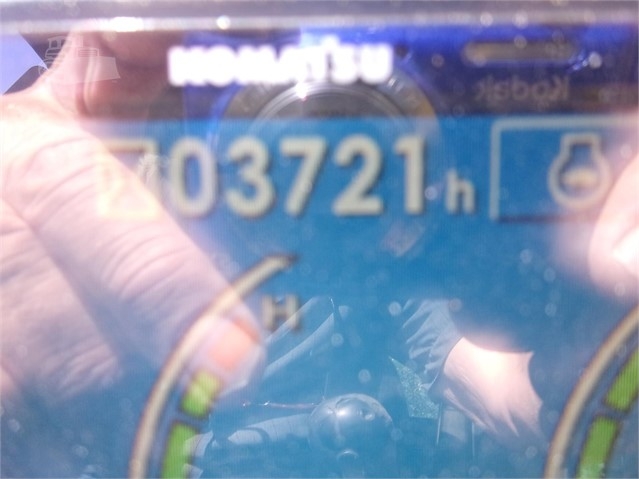 KOMATSU
Kodak
03721 h
H